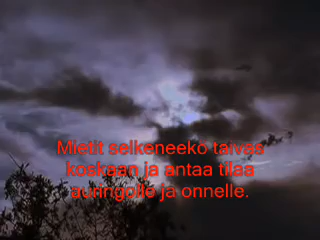 Mietit selkeneekö taivas
koskaan ja antaa tilaa
auringolle ja onnelle.